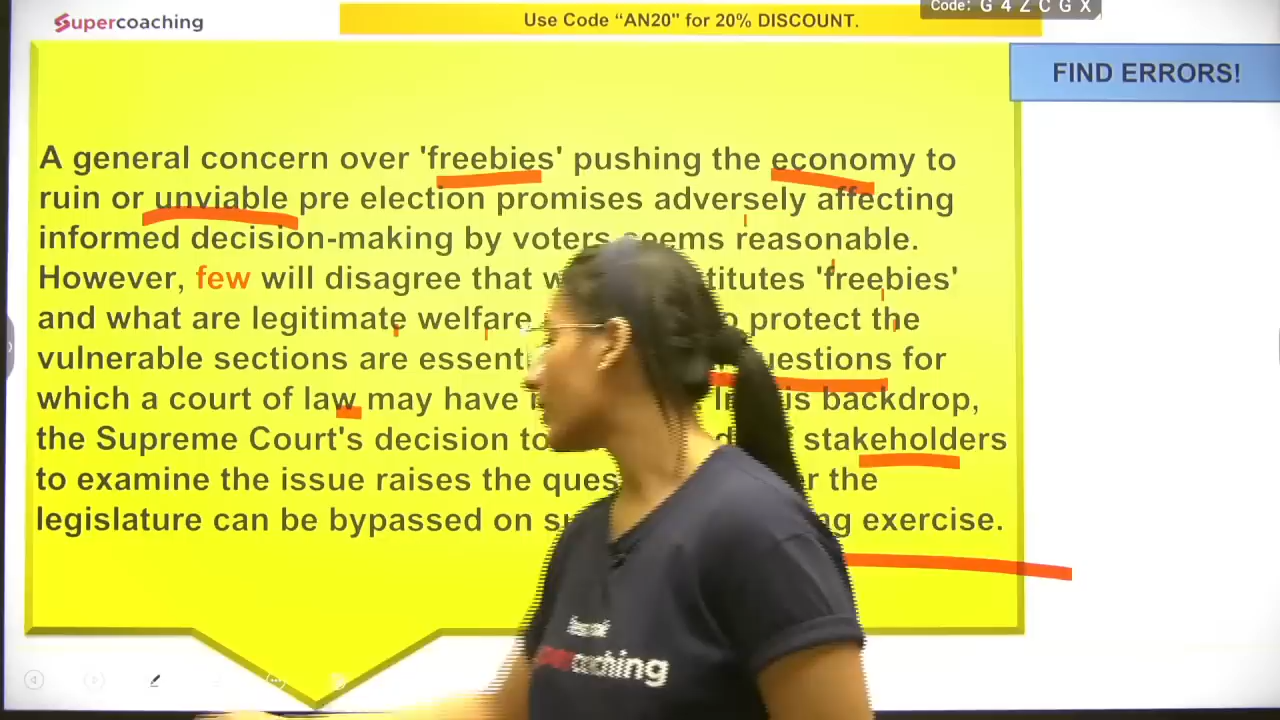 Supercoaching
Use Code “AN20" for 20% DISCOUNT.
Code: G 4 Z C G X
FIND ERRORS!
A general concern over 'freebies' pushing the economy to
ruin or unviable pre election promises adversely affecting
informed decision-making by voters seems reasonable.
However, few will disagree that 'freebies'
and what are legitimate welfare protect the
vulnerable sections are for
which a court of law may have backdrop,
the Supreme Court's decision to stakeholders
to examine the issue raises the the
legislature can be bypassed on exercise.